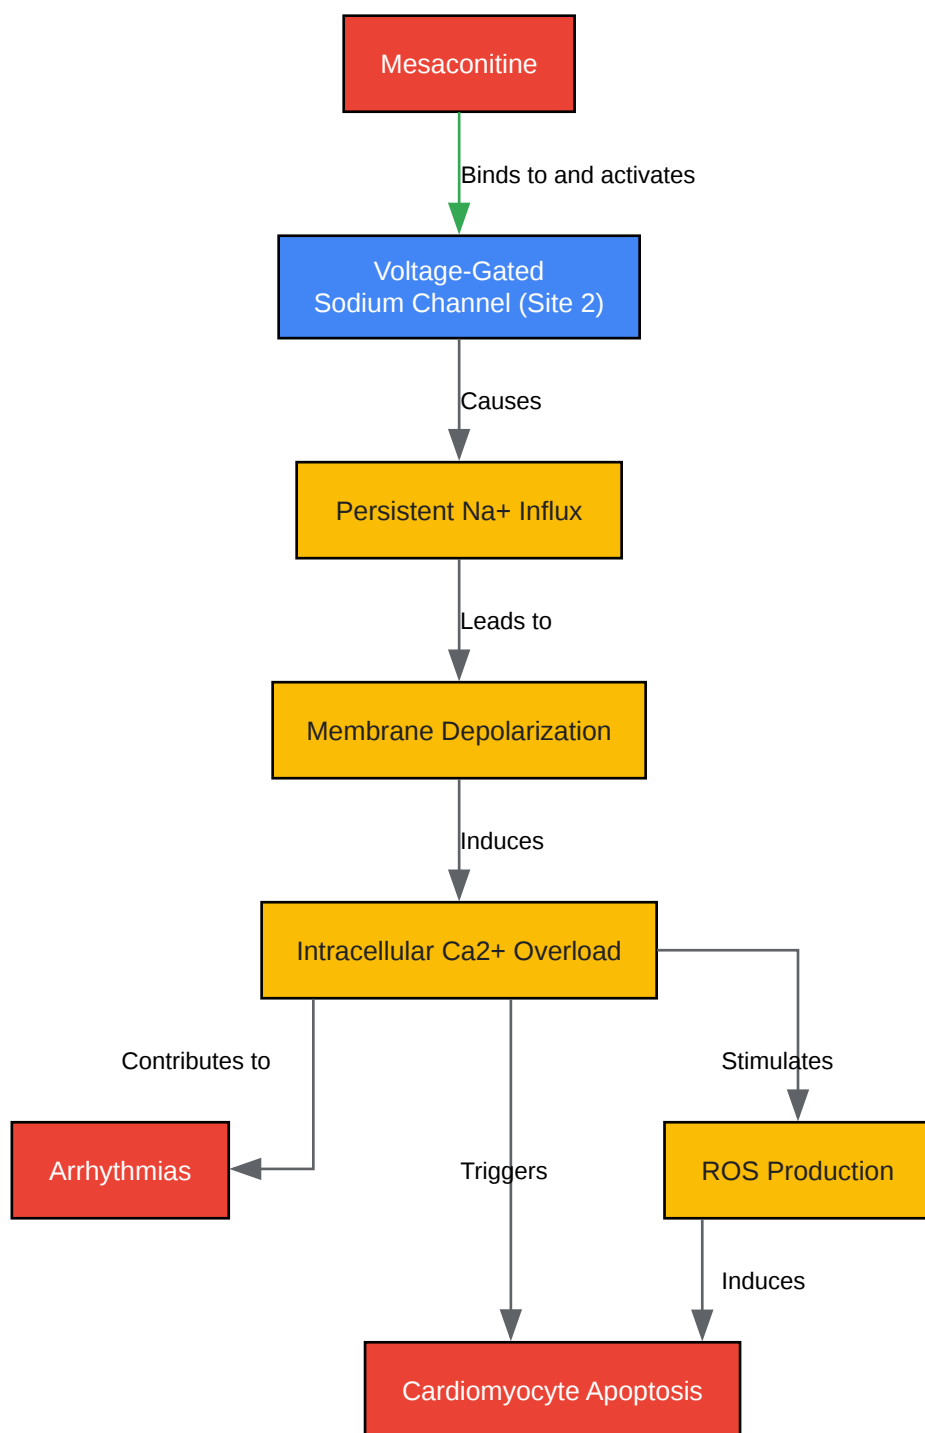 Mesaconitine
Binds to and activates
Voltage-Gated
Sodium Channel (Site 2)
Causes
Persistent Na+ Influx
Leads to
Membrane Depolarization
Induces
Intracellular Ca2+ Overload
Contributes to
Stimulates
Arrhythmias
Triggers
ROS Production
Induces
Cardiomyocyte Apoptosis